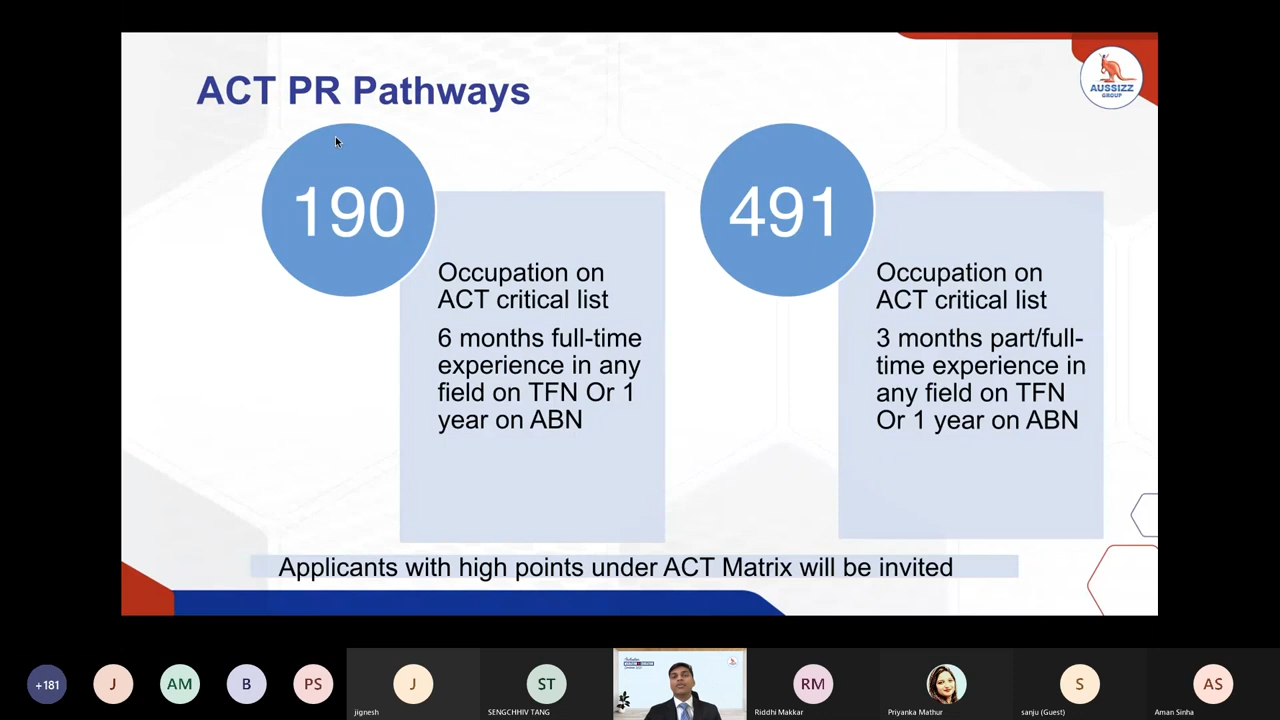 ACT PR Pathways
AUSSIZZ
GROUP
190
Occupation on
ACT critical list
6 months full-time
experience in any
field on TFN Or 1
year on ABN
491
Occupation on
ACT critical list
3 months part/full-
time experience in
any field on TFN
Or 1 year on ABN
Applicants with high points under ACT Matrix will be invited
+181
J
AM
B
PS
J
jignesh
ST
SENGCHHIV TANG
RM
Riddhi Makkar
Priyanka Mathur
S
sanju (Guest)
AS
Aman Sinha